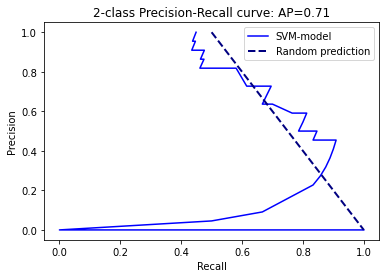 2-class Precision-Recall curve: AP=0.71
SVM-model
Random prediction
Precision
1.0
0.8
0.6
0.4
0.2
0.0
0.0 0.2 0.4 0.6 0.8 1.0
Recall